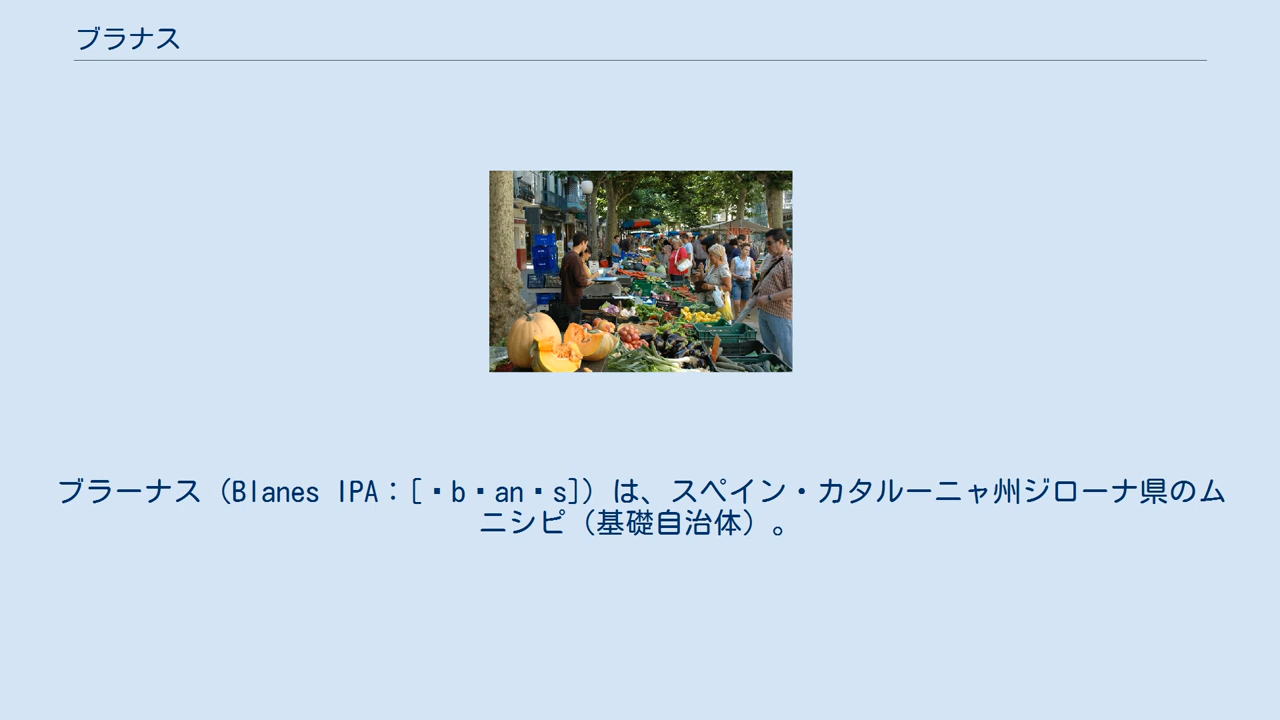 ブラナス
ブラーナス（Blanes IPA：[▪b▪an▪s]）は、スペイン・カタルーニャ州ジローナ県のム
ニシピ（基礎自治体）。